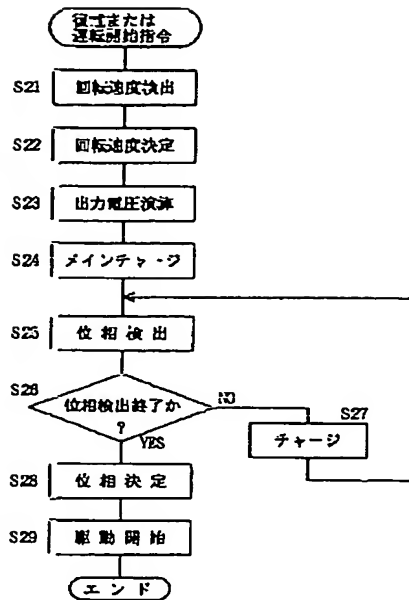 復電または
運転開始指令
S21
回転速度検出
S22
回転速度決定
S23
出力電圧演算
S24
メインチャージ
S25
位相検出
S26
位相検出終了か
?
NO
YES
S27
チャージ
S28
位相決定
S29
駆動開始
エンド